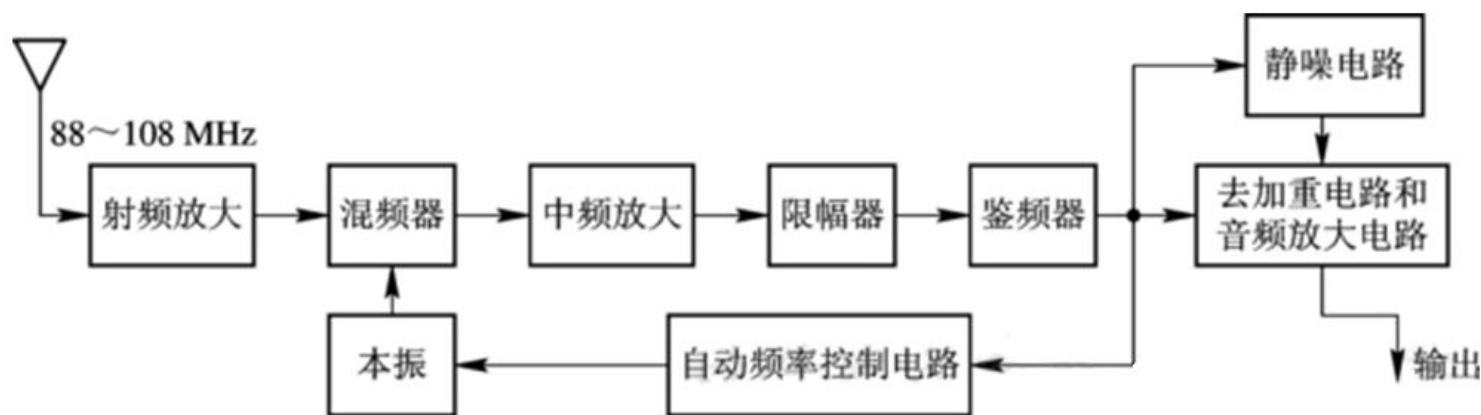 静噪电路
88～108 MHz
射频放大
混频器
中频放大
限幅器
鉴频器
去加重电路和
音频放大电路
本振
自动频率控制电路
输出